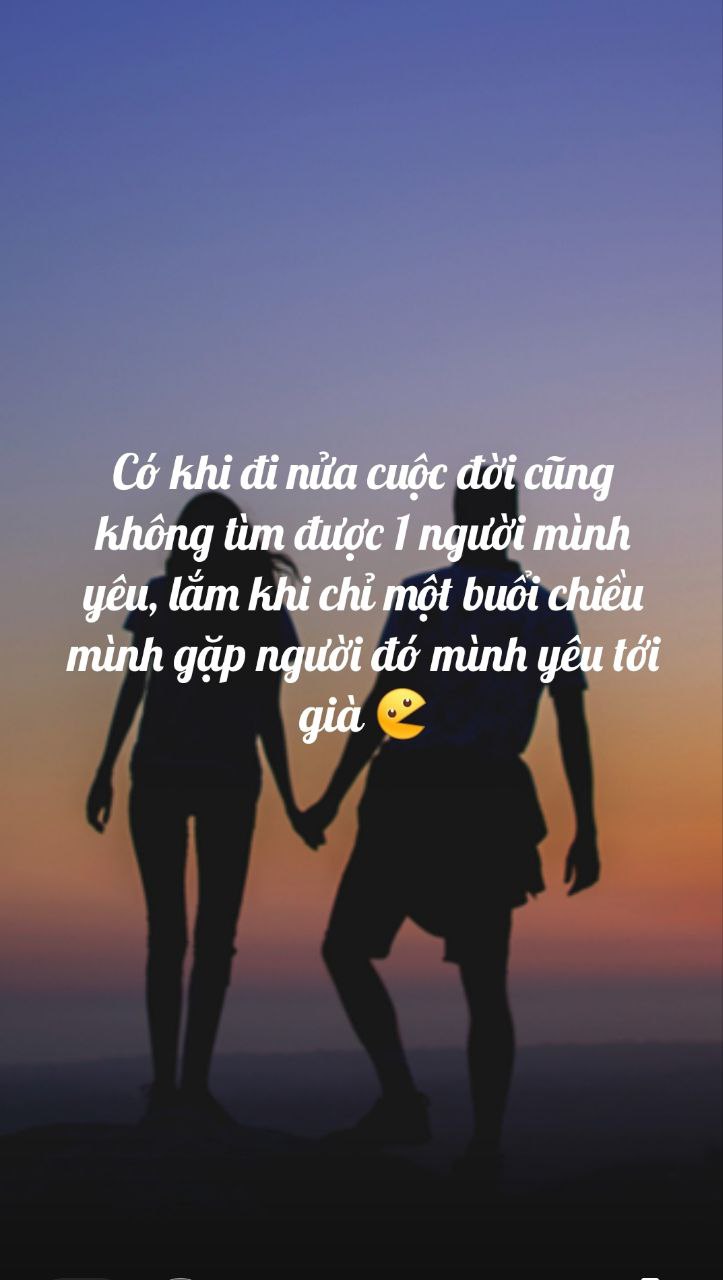 Có khi đi nửa cuộc đời cũng
không tìm được 1 người mình
yêu, lắm khi chỉ một buổi chiều
mình gặp người đó mình yêu tới
già